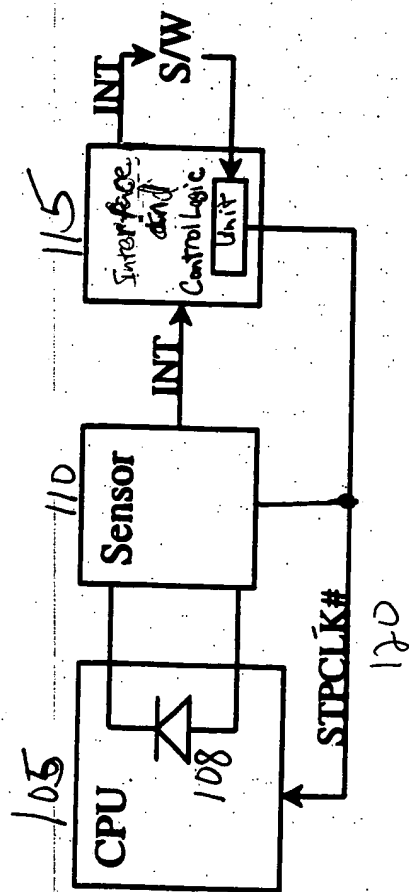 105
CPU
108
110
Sensor
INT
115
Interface
and
Control Logic
Unit
INT
S/W
STPCLK#
120